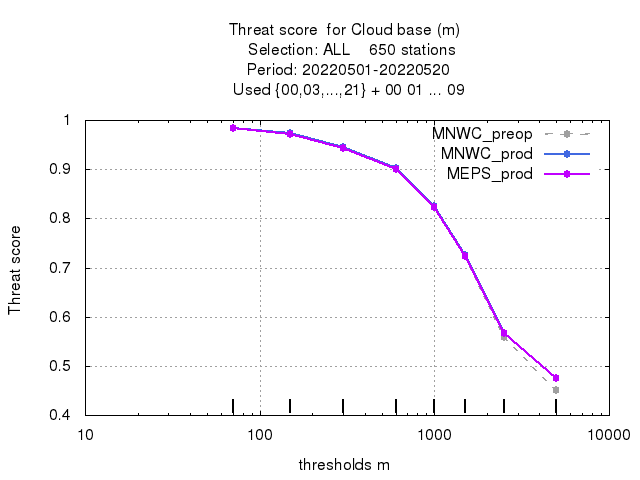 Threat score  for Cloud base (m)
Selection: ALL    650 stations
Period: 20220501-20220520
Used {00,03,...,21} + 00 01 ... 09
MNWC_preop
MNWC_prod
MEPS_prod
1
0.9
0.8
0.7
0.6
0.5
0.4
Threat score
10
100
1000
10000
thresholds m